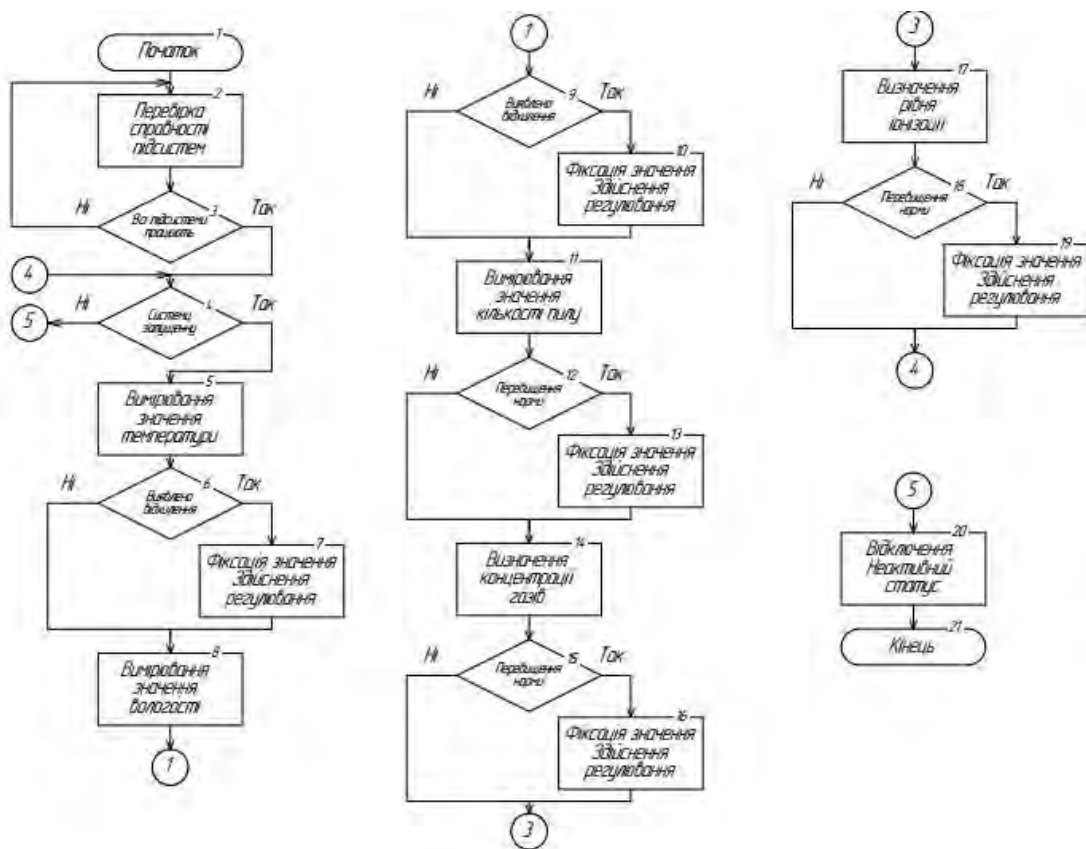 1
Початок
2
Перевірка
справності
підсистем
Ні
3
Так
Всі підсистеми
працюють
4
Ні
4
Так
Системи
запущени
5
5
Вимірювання
значення
температури
Ні
6
Так
Виявлено
відхилення
7
Фіксація значення
Здійснення
регулювання
8
Вимірювання
значення
вологості
1
1
Ні
9
Так
Виявлено
відхилення
10
Фіксація значення
Здійснення
регулювання
11
Вимірювання
значення
кількості пилу
Ні
12
Так
Перевищення
норми
13
Фіксація значення
Здійснення
регулювання
14
Визначення
концентрації
газів
Ні
15
Так
Перевищення
норми
16
Фіксація значення
Здійснення
регулювання
3
3
17
Визначення
рівня
іонізації
Ні
18
Так
Перевищення
норми
19
Фіксація значення
Здійснення
регулювання
4
5
20
Відключення
Неактивний
статус
21
Кінець